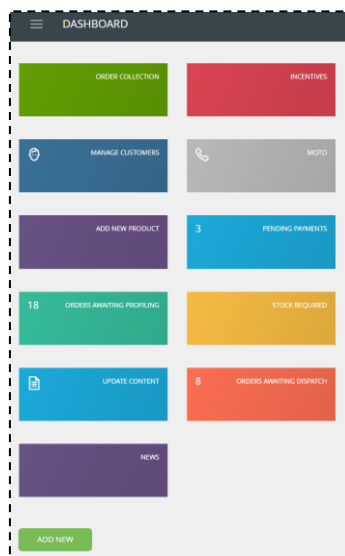 DASHBOARD
ORDER COLLECTION
INCENTIVES
MANAGE CUSTOMERS
MOTO
ADD NEW PRODUCT
3 PENDING PAYMENTS
18 ORDERS AWAITING PROFILING
STOCK REQUIRED
UPDATE CONTENT
8 ORDERS AWAITING DISPATCH
NEWS
ADD NEW